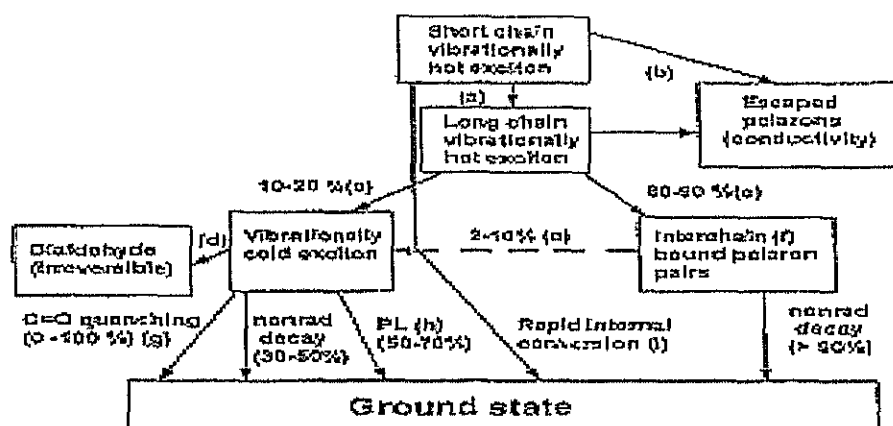 Short chain
vibrationally
hot exciton
(b)
(a)
Escaped
polarons
(conductivity)
Long chain
vibrationally
hot exciton
10-20 %(c)
80-90 %(c)
(d)
Dialdehyde
(irreversible)
Vibrationally
cold exciton
2-10% (e)
Interchain (f)
bound polaron
pairs
C=O quenching
(0-100 %) (g)
nonrad
decay
(30-50%)
PL (h)
(50-70%)
Rapid Internal
conversion (i)
nonrad
decay
(> 90%)
Ground state